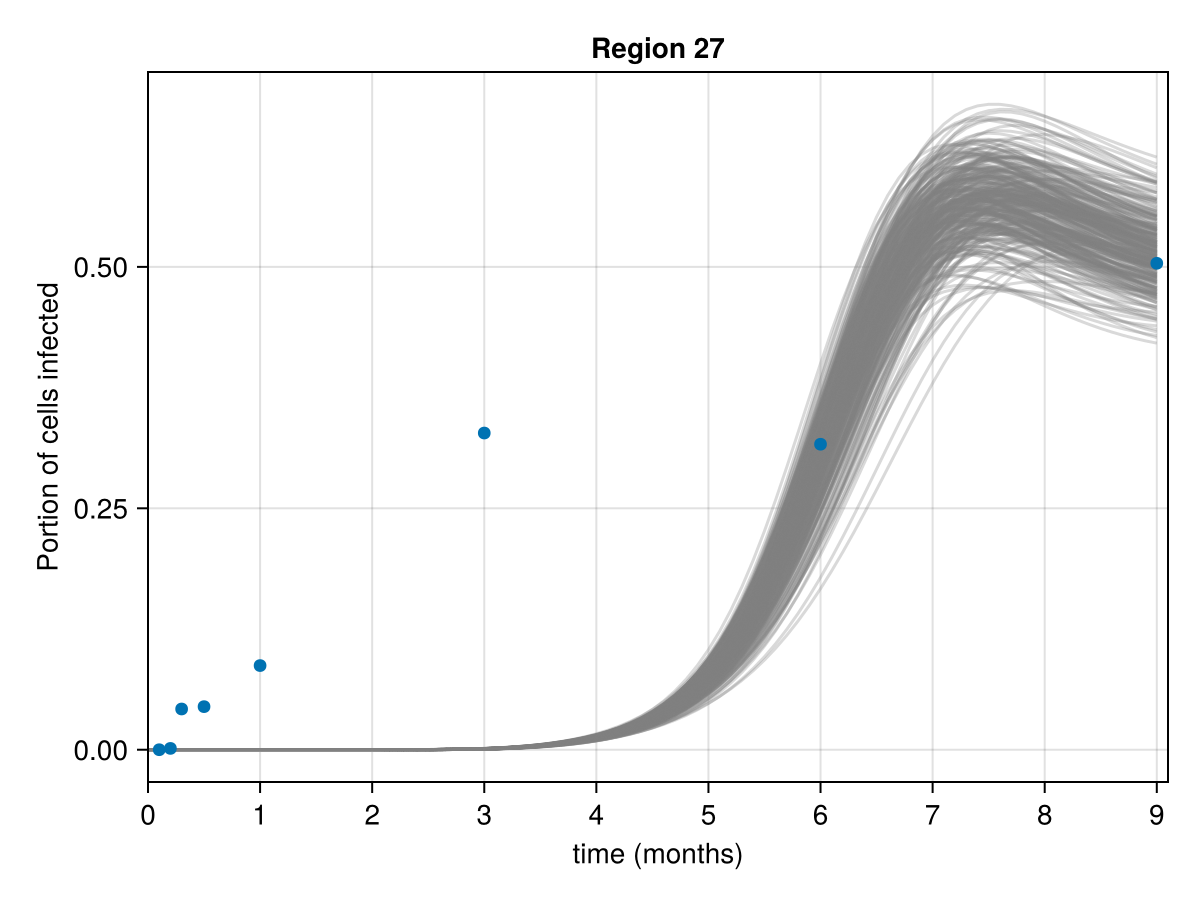 Region 27
Portion of cells infected
0.50
0.25
0.00
0 1 2 3 4 5 6 7 8 9
time (months)